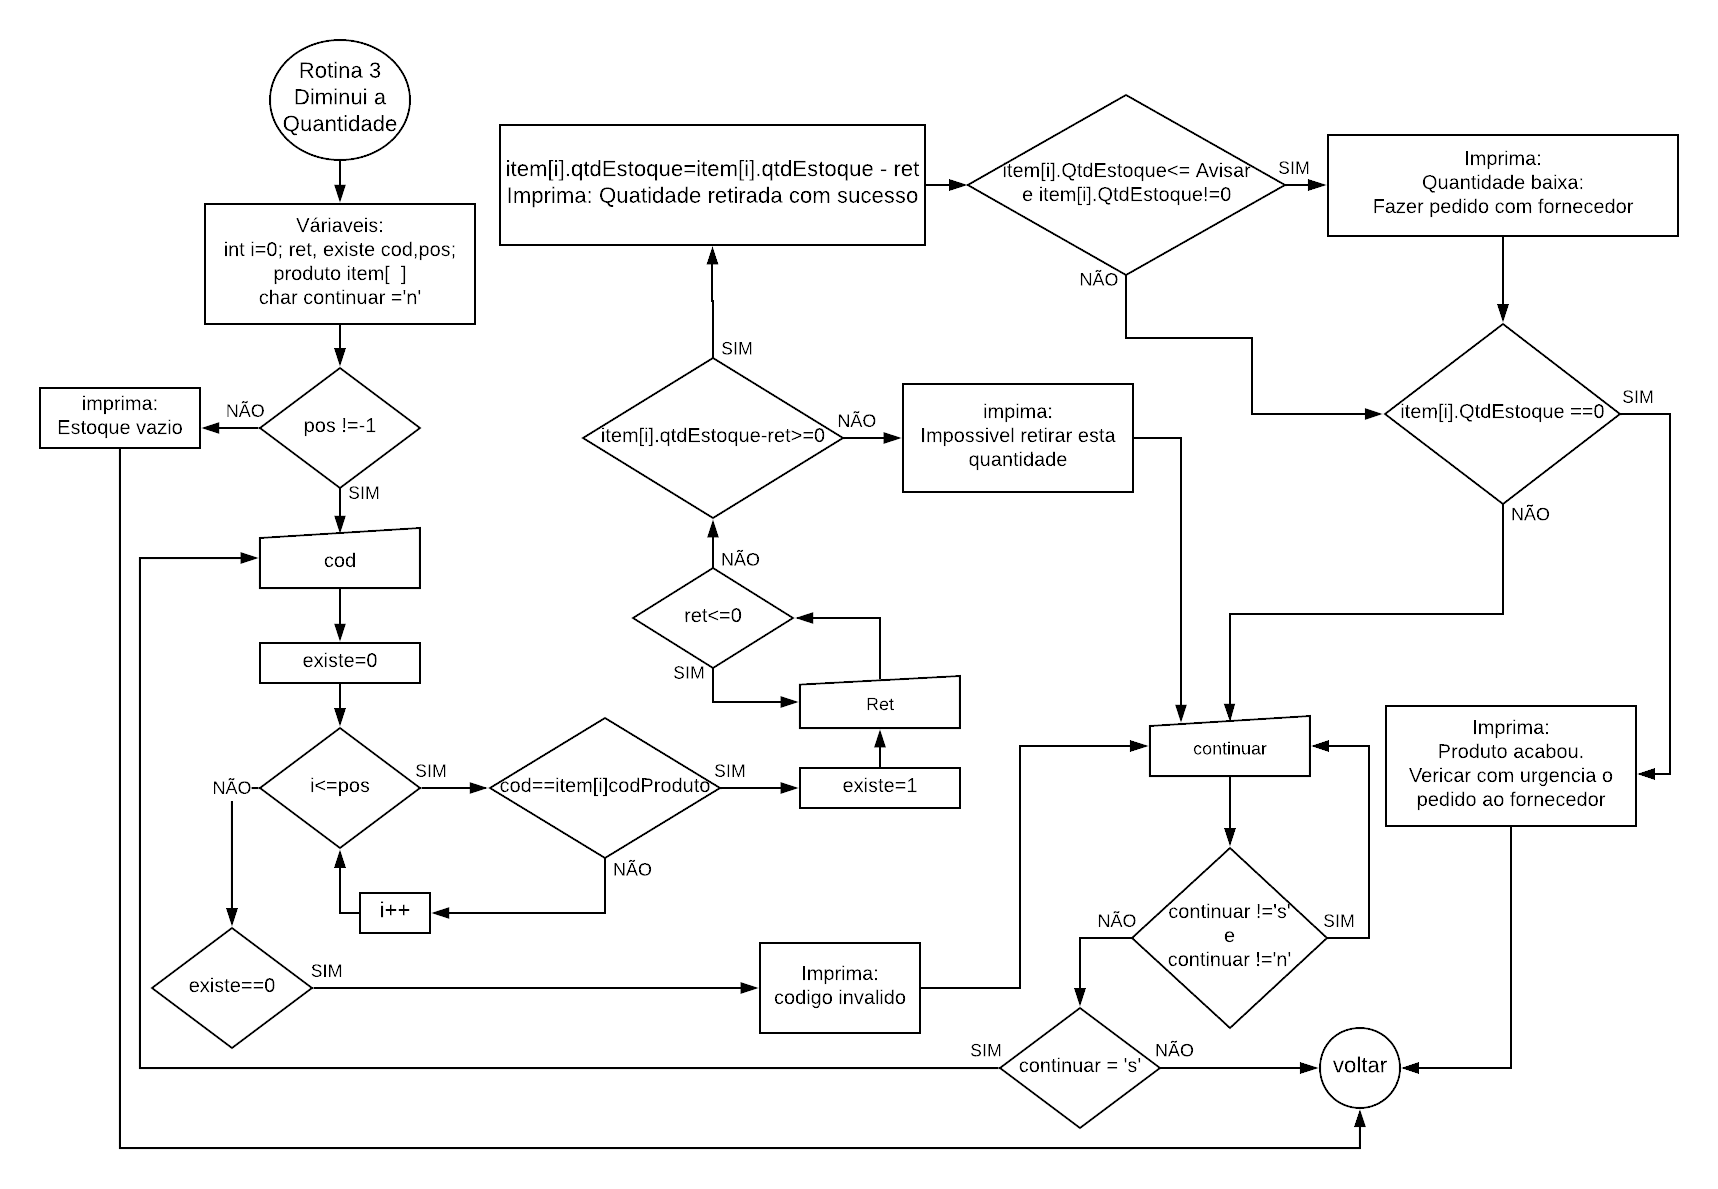 Rotina 3
Diminui a
Quantidade
Váriaveis:
int i=0; ret, existe cod,pos;
produto item[  ]
char continuar ='n'
pos !=-1
NÃO
SIM
imprima:
Estoque vazio
cod
existe=0
i<=pos
NÃO
SIM
cod==item[i]codProduto
SIM
NÃO
i++
existe==0
SIM
existe=1
Ret
ret<=0
SIM
NÃO
item[i].qtdEstoque-ret>=0
SIM
NÃO
item[i].qtdEstoque=item[i].qtdEstoque - ret
Imprima: Quatidade retirada com sucesso
impima:
Impossivel retirar esta
quantidade
item[i].QtdEstoque<= Avisar
e item[i].QtdEstoque!=0
SIM
NÃO
Imprima:
Quantidade baixa:
Fazer pedido com fornecedor
item[i].QtdEstoque ==0
SIM
NÃO
Imprima:
Produto acabou.
Vericar com urgencia o
pedido ao fornecedor
Imprima:
codigo invalido
continuar
continuar !='s'
e
continuar !='n'
NÃO
SIM
continuar = 's'
SIM
NÃO
voltar